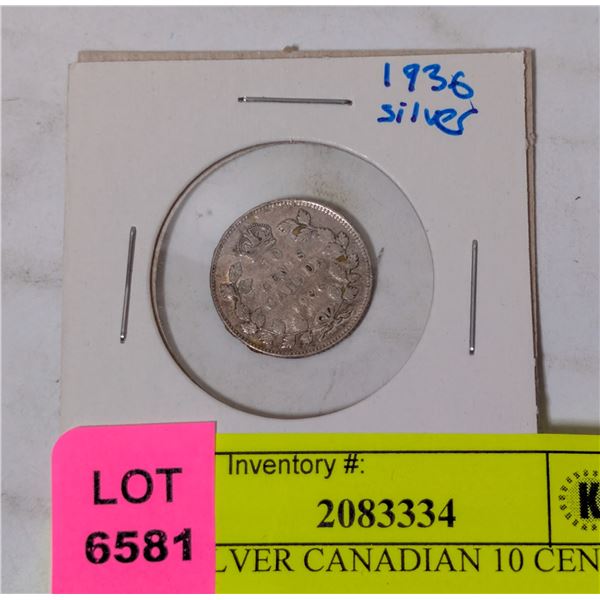 1936
silver
LOT
6581
Inventory #:
2083334
K
LVER CANADIAN 10 CEN